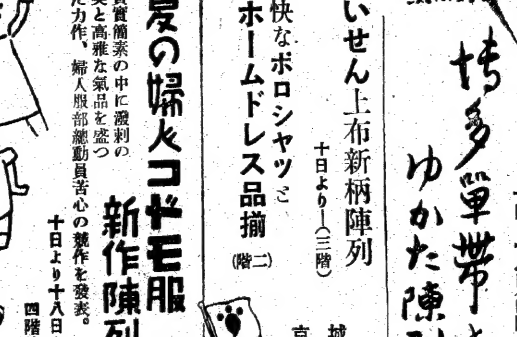 博多單帯
ゆかた陳列
いせん上布新柄陣列
十日より―(三階)
快なポロシャツと
ホームドレス品揃
(二階)
夏の婦人コドモ服
新作陳列
質實簡素の中に潑剌の
美と高雅な氣品を盛つ
た力作、婦人服部總動員苦心の競作を發表。
十日より十八日
四階